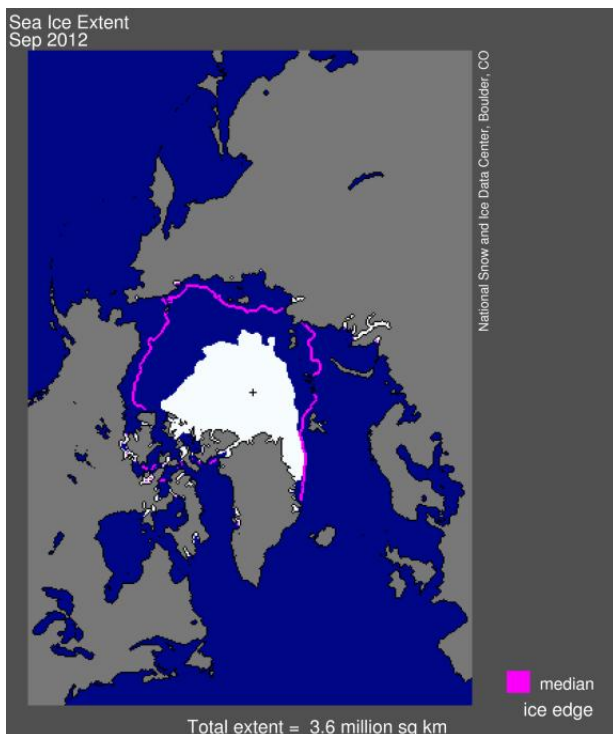 Sea Ice Extent
Sep 2012
National Snow and Ice Data Center, Boulder, CO
median
ice edge
Total extent = 3.6 million sq km